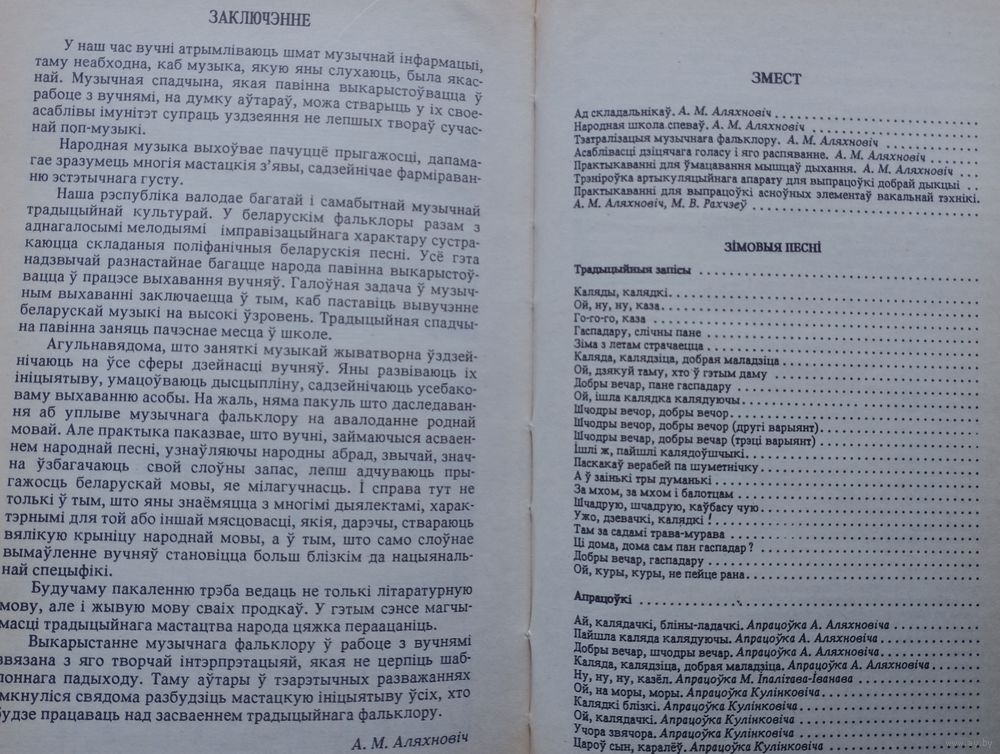 ЗАКЛЮЧЭННЕ
У наш час вучні атрымліваюць шмат музычнай інфармацыі,
таму неабходна, каб музыка, якую яны слухаюць, была якас-
най. Музычная спадчына, якая павінна выкарыстоўвацца ў
рабоце з вучнямі, на думку аўтараў, можа стварыць у іх свое-
асаблівы імунітэт супраць уздзеяння не лепшых твораў сучас-
най поп-музыкі.
Народная музыка выхоўвае пачуццё прыгажосці, дапама-
гае зразумець многія мастацкія з'явы, садзейнічае фарміраван-
ню эстэтычнага густу.
Наша рэспубліка валодае багатай і самабытнай музычнай
традыцыйнай культурай. У беларускім фальклоры разам з
аднагалосымі мелодыямі імправізацыйнага характару сустра-
каюцца складаныя поліфанічныя беларускія песні. Усё гэта
надзвычай разнастайнае багацце народа павінна выкарыстоў-
вацца ў працэсе выхавання вучняў. Галоўная задача ў музыч-
ным выхаванні заключаецца ў тым, каб паставіць вывучэнне
беларускай музыкі на высокі ўзровень. Традыцыйная спадчы-
на павінна заняць пачэснае месца ў школе.
Агульнавядома, што заняткі музыкай жыватворна ўздзей-
нічаюць на ўсе сферы дзейнасці вучняў. Яны развіваюць іх
ініцыятыву, умацоўваюць дысцыпліну, садзейнічаюць усебако-
ваму выхаванню асобы. На жаль, няма пакуль што даследаван-
ня аб уплыве музычнага фальклору на авалоданне роднай
мовай. Але практыка паказвае, што вучні, займаючыся асваен-
нем народнай песні, узнаўляючы народны абрад, звычай, знач-
на ўзбагачаюць свой слоўны запас, лепш адчуваюць пры-
гажосць беларускай мовы, яе мілагучнасць. І справа тут не
толькі ў тым, што яны знаёмяцца з многімі дыялектамі, харак-
тэрнымі для той або іншай мясцовасці, якія, дарэчы, ствараюць
вялікую крыніцу народнай мовы, а ў тым, што само слоўнае
вымаўленне вучняў становіцца больш блізкім да нацыяналь-
най спецыфікі.
Будучаму пакаленню трэба ведаць не толькі літаратурную
мову, але і жывую мову сваіх продкаў. У гэтым сэнсе магчы-
масці традыцыйнага мастацтва народа цяжка пераацаніць.
Выкарыстанне музычнага фальклору ў рабоце з вучнямі
звязана з яго творчай інтэрпрэтацыяй, якая не церпіць шаб-
лоннага падыходу. Таму аўтары ў тэарэтычных разважаннях
імкнуліся свядома разбудзіць мастацкую ініцыятыву ўсіх, хто
будзе працаваць над засваеннем традыцыйнага фальклору.
А. М. Аляхновіч
ЗМЕСТ
Ад складальнікаў. А. М. Аляхновіч
Народная школа спеваў. А. М. Аляхновіч
Тэатралізацыя музычнага фальклору. А. М. Аляхновіч
Асаблівасці дзіцячага голасу і яго распяванне. А. М. Аляхновіч
Практыкаванні для ўмацавання мышцаў дыхання. А. М. Аляхновіч
Трэніроўка артыкуляцыйнага апарату для выпрацоўкі добрай дыкцыі
Практыкаванні для выпрацоўкі асноўных элементаў вакальнай тэхнікі.
А. М. Аляхновіч, М. В. Рахчэеў
ЗІМОВЫЯ ПЕСНІ
Традыцыйныя запісы
Каляды, калядкі.
Ой, ну, ну, каза.
Го-го-го, каза
Гаспадару, слічны пане
Зіма з летам страчаецца
Каляда, калядзіца, добрая маладзіца
Ой, дзякуй таму, хто ў гэтым даму
Добры вечар, пане гаспадару
Ой, ішла калядка калядуючы.
Шчодры вечор, добры вечор.
Шчодры вечор, добры вечор (другі варыянт).
Шчодры вечар, добры вечар (трэці варыянт)
Ішлі ж, пайшлі калядоўшчыкі.
Паскакаў верабей па шуметнічку
А ў заінькі тры думанькі
За мхом, за мхом і балотцам
Шчадрую, шчадрую, каўбасу чую
Ужо, дзевачкі, калядкі !
Там за садамі трава-мурава
Ці дома, дома сам пан гаспадар?
Добры вечар, гаспадару
Ой, куры, куры, не пейце рана.
Апрацоўкі
Ай, калядачкі, бліны-ладачкі. Апрацоўка А. Аляхновіча
Пайшла каляда калядуючы. Апрацоўка А. Аляхновіча
Добры вечар, шчодры вечар. Апрацоўка А. Аляхновіча.
Каляда, калядзіца, добрая маладзіца. Апрацоўка А. Аляхновіча
Ну, ну, ну, казёл. Апрацоўка М. Іпалітава-Іванава
Ой, на моры, моры. Апрацоўка Кулінковіча
Калядкі блізкі. Апрацоўка Кулінковіча
Ой, калядачкі. Апрацоўка Кулінковіча
Учора звячора. Апрацоўка Кулінковіча
Цароў сын, каралеў. Апрацоўка Кулінковіча